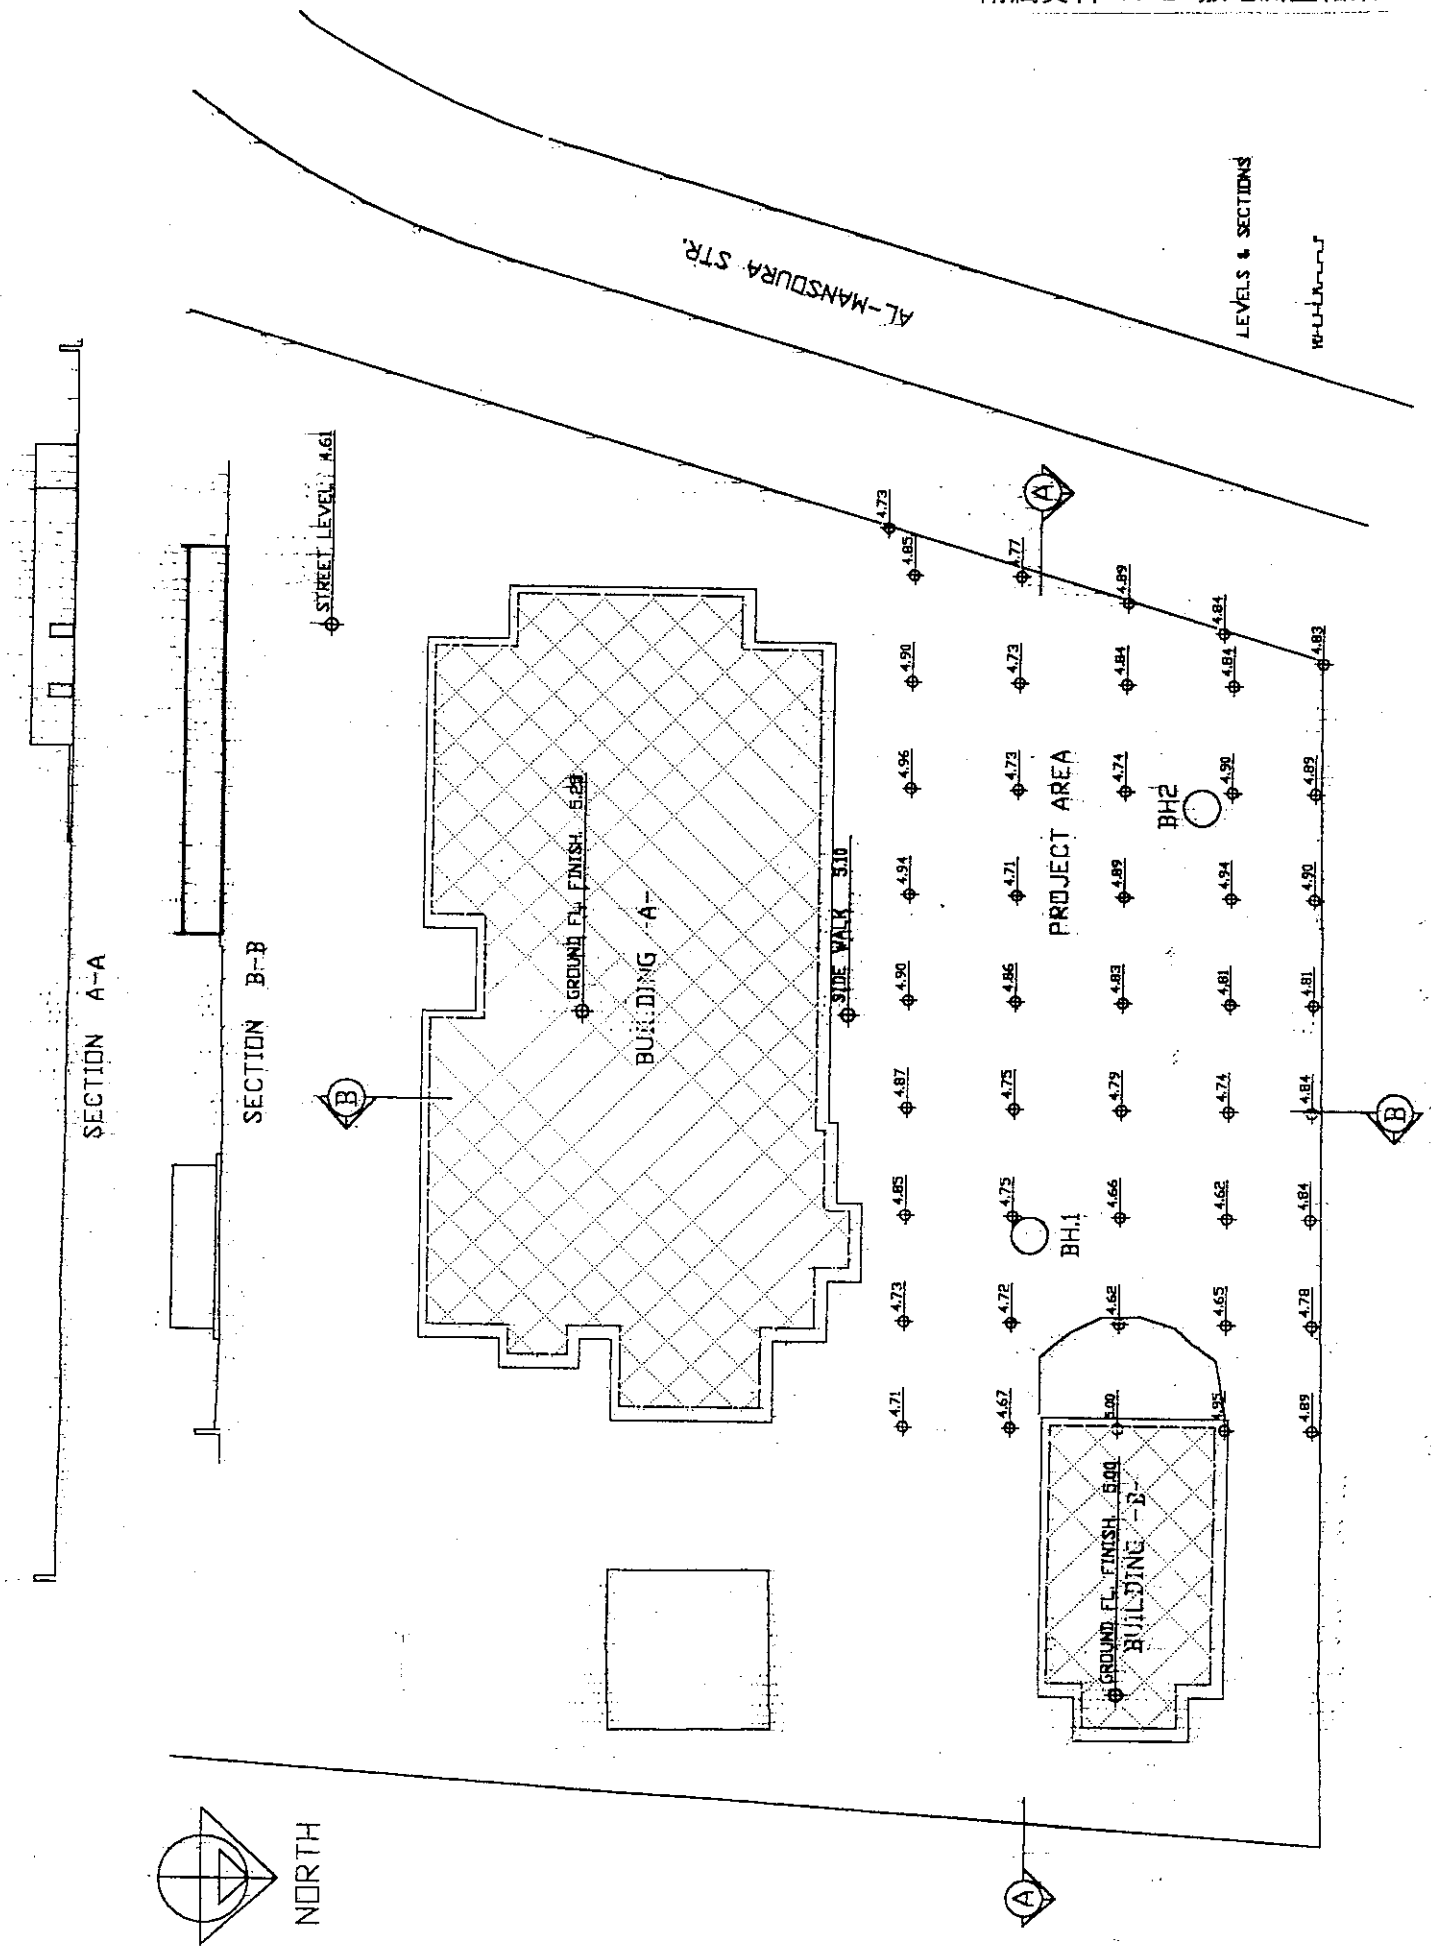 SECTION A-A
SECTION B-B
STREET LEVEL 4.61
AL-MANSOURA STR.
LEVELS & SECTIONS
GROUND FL. FINISH.
BUILDING -A-
SIDE WALK 5.10
4.73
4.85
4.90
4.96
4.94
4.90
4.87
4.85
4.73
4.71
4.77
4.73
4.73
4.71
4.86
4.75
4.75
4.72
4.67
A
PROJECT AREA
BH.1
4.89
4.84
4.74
4.89
4.83
4.79
4.66
4.62
5.00
BH2
4.84
4.84
4.90
4.94
4.81
4.74
4.62
4.65
4.95
4.83
4.89
4.90
4.81
4.84
4.84
4.78
4.89
B
B
GROUND FL. FINISH. 5.00
BUILDING -B-
A
NORTH